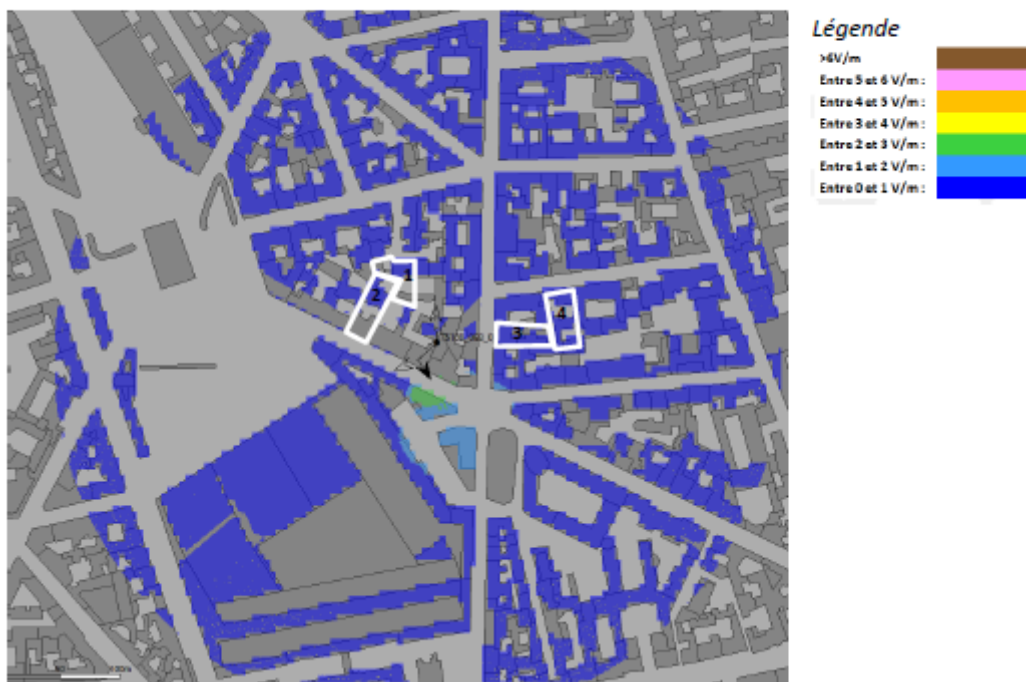 Légende
>6V/m
Entre 5 et 6 V/m :
Entre 4 et 5 V/m :
Entre 3 et 4 V/m :
Entre 2 et 3 V/m :
Entre 1 et 2 V/m :
Entre 0 et 1 V/m :
1
2
3
4